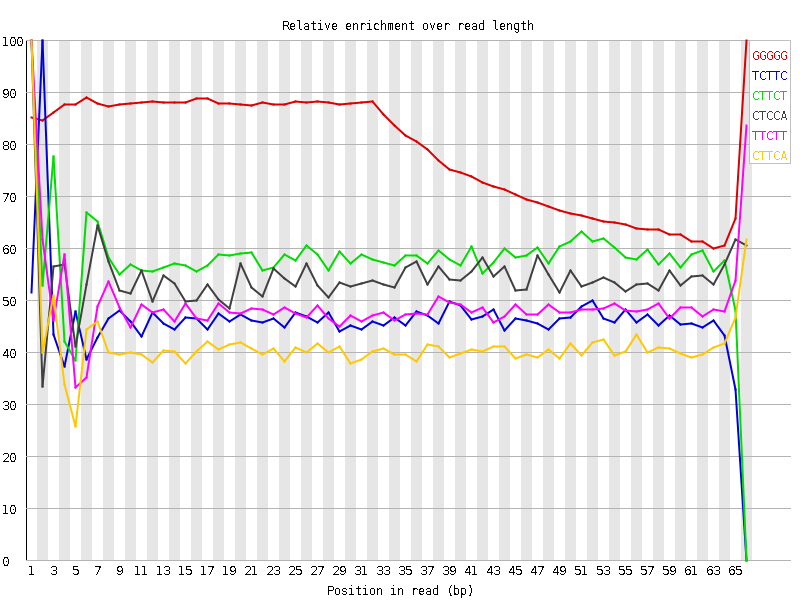 Relative enrichment over read length
100
90
80
70
60
50
40
30
20
10
0
GGGGG
TCTTC
CTTCT
CTCCA
TTCTT
CTTCA
1 3 5 7 9 11 13 15 17 19 21 23 25 27 29 31 33 35 37 39 41 43 45 47 49 51 53 55 57 59 61 63 65
Position in read (bp)